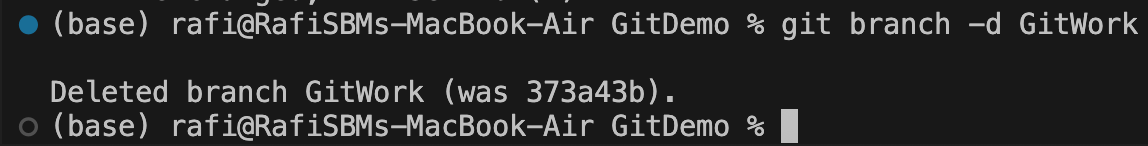 (base) rafi@RafiSBMs-MacBook-Air GitDemo % git branch -d GitWork
Deleted branch GitWork (was 373a43b).
(base) rafi@RafiSBMs-MacBook-Air GitDemo %